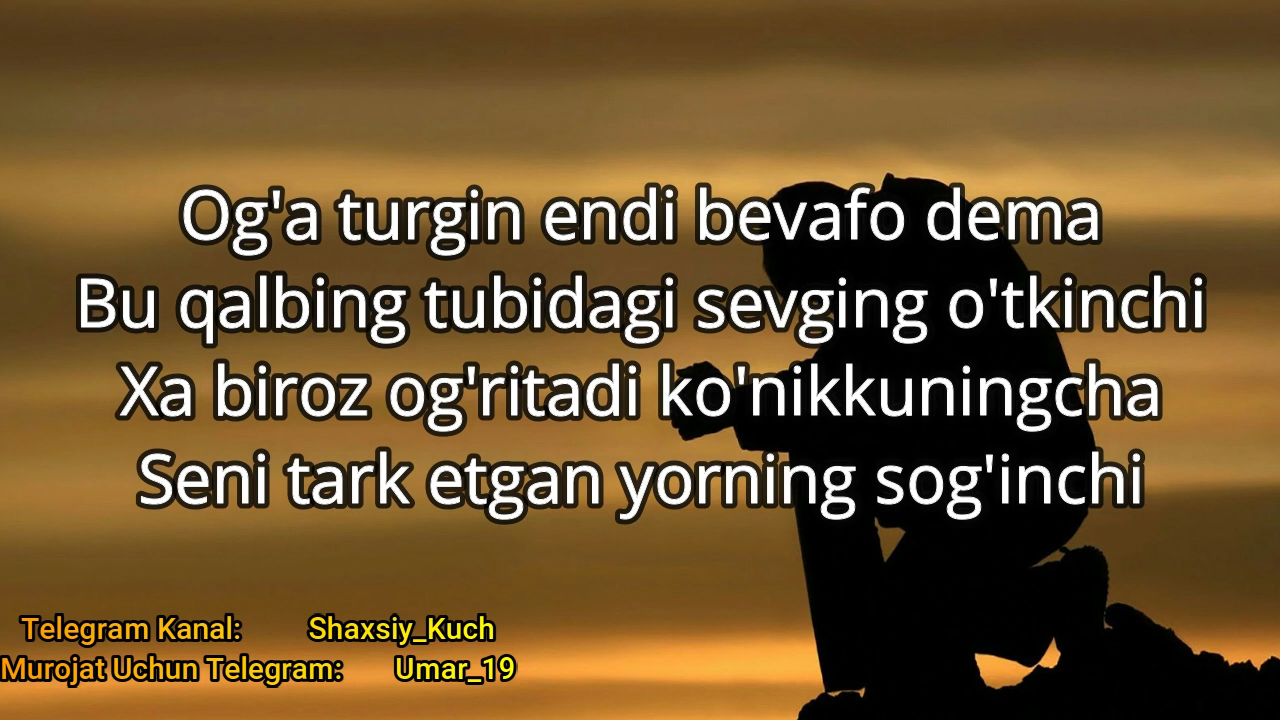 Og'a turgin endi bevafo dema
Bu qalbing tubidagi sevging o'tkinchi
Xa biroz og'ritadi ko'nikkuningcha
Seni tark etgan yorning sog'inchi
Telegram Kanal: Shaxsiy_Kuch
Murojat Uchun Telegram: Umar_19